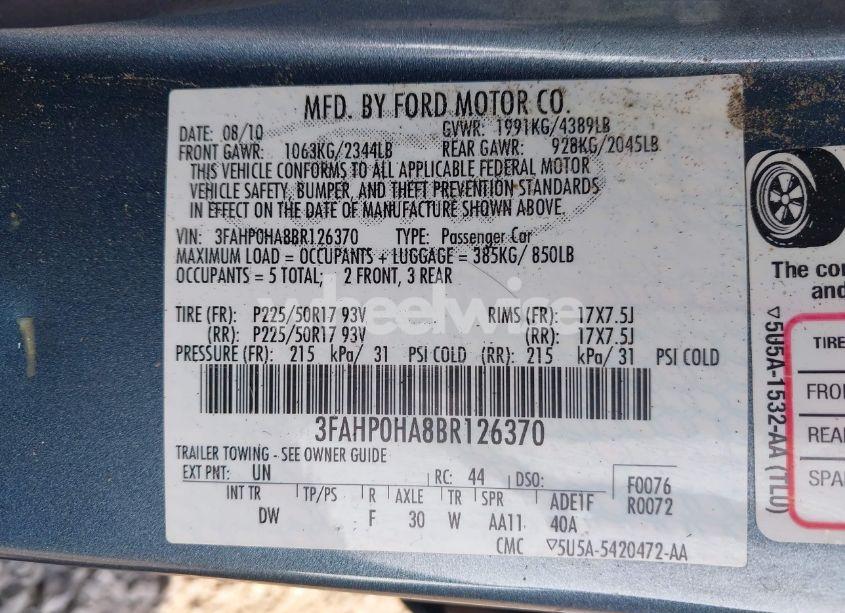 MFD. BY FORD MOTOR CO.
DATE: 08/10 GVWR: 1991KG/4389LB
FRONT GAWR: 1063KG/2344LB REAR GAWR: 928KG/2045LB
THIS VEHICLE CONFORMS TO ALL APPLICABLE FEDERAL MOTOR
VEHICLE SAFETY, BUMPER, AND THEFT PREVENTION STANDARDS
IN EFFECT ON THE DATE OF MANUFACTURE SHOWN ABOVE.
VIN: 3FAHP0HA8BR126370 TYPE: Passenger Car
MAXIMUM LOAD = OCCUPANTS + LUGGAGE = 385KG/ 850LB
OCCUPANTS = 5 TOTAL; 2 FRONT, 3 REAR
wheelwire
TIRE (FR): P225/50R17 93V RIMS (FR): 17X7.5J
(RR): P225/50R17 93V (RR): 17X7.5J
PRESSURE (FR): 215 kPa/ 31 PSI COLD (RR): 215 kPa/ 31 PSI COLD
3FAHP0HA8BR126370
TRAILER TOWING - SEE OWNER GUIDE
EXT PNT: UN RC: 44 DSO: F0076
R0072
INT TR TP/PS R AXLE TR SPR ADE1F
DW F 30 W AA11 40A
CMC ▽5U5A-5420472-AA
▽5U5A-1532-AA (TLU)
The co
and
TIRE
FRO
REA
SPA